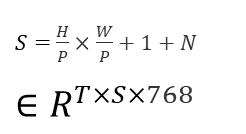 S = H/P × W/P + 1 + N
∈ R^{T×S×768}